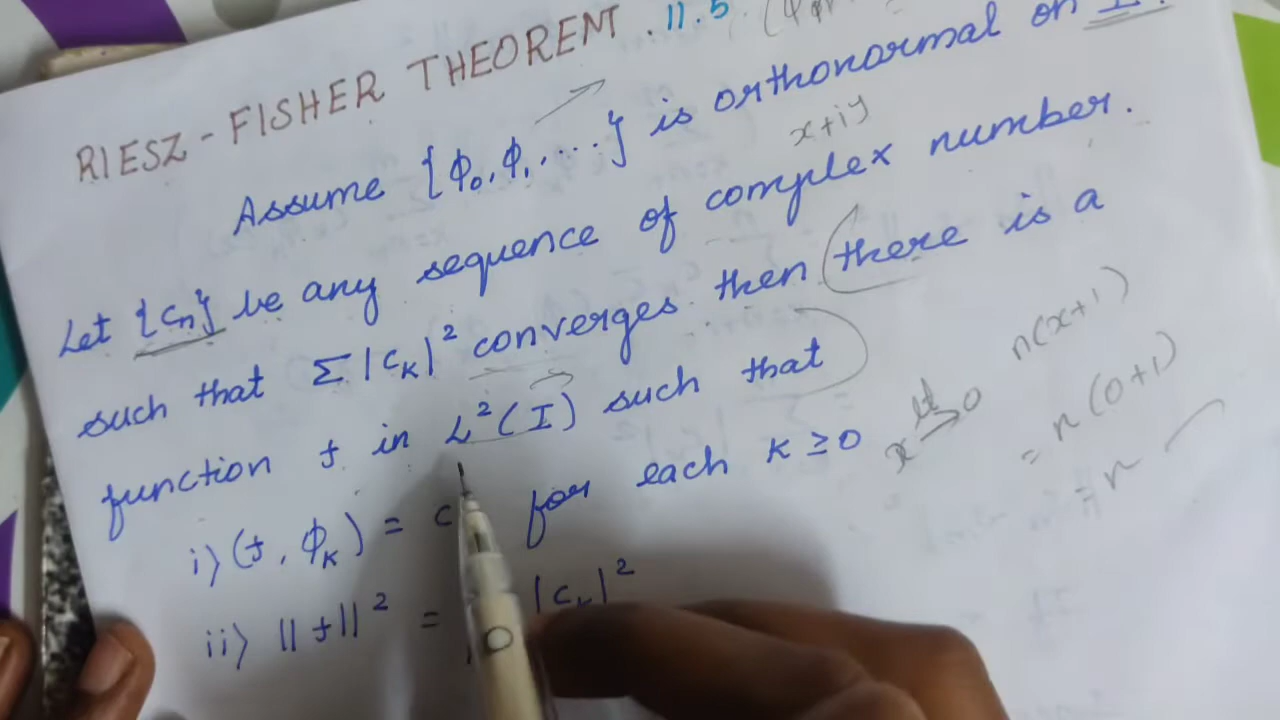 RIESZ - FISHER THEOREM . 11.5
Assume {ϕ₀, ϕ₁, ....} is orthonormal on I.
x+iy
Let {cₙ} be any sequence of complex number.
such that Σ |cₖ|² converges then there is a
function f in L²(I) such that
i) (f, ϕₖ) = c for each k ≥ 0
ii) ||f||² = |cₖ|²
n(x+1)
x → 0
lt
= n(0+1)
= n